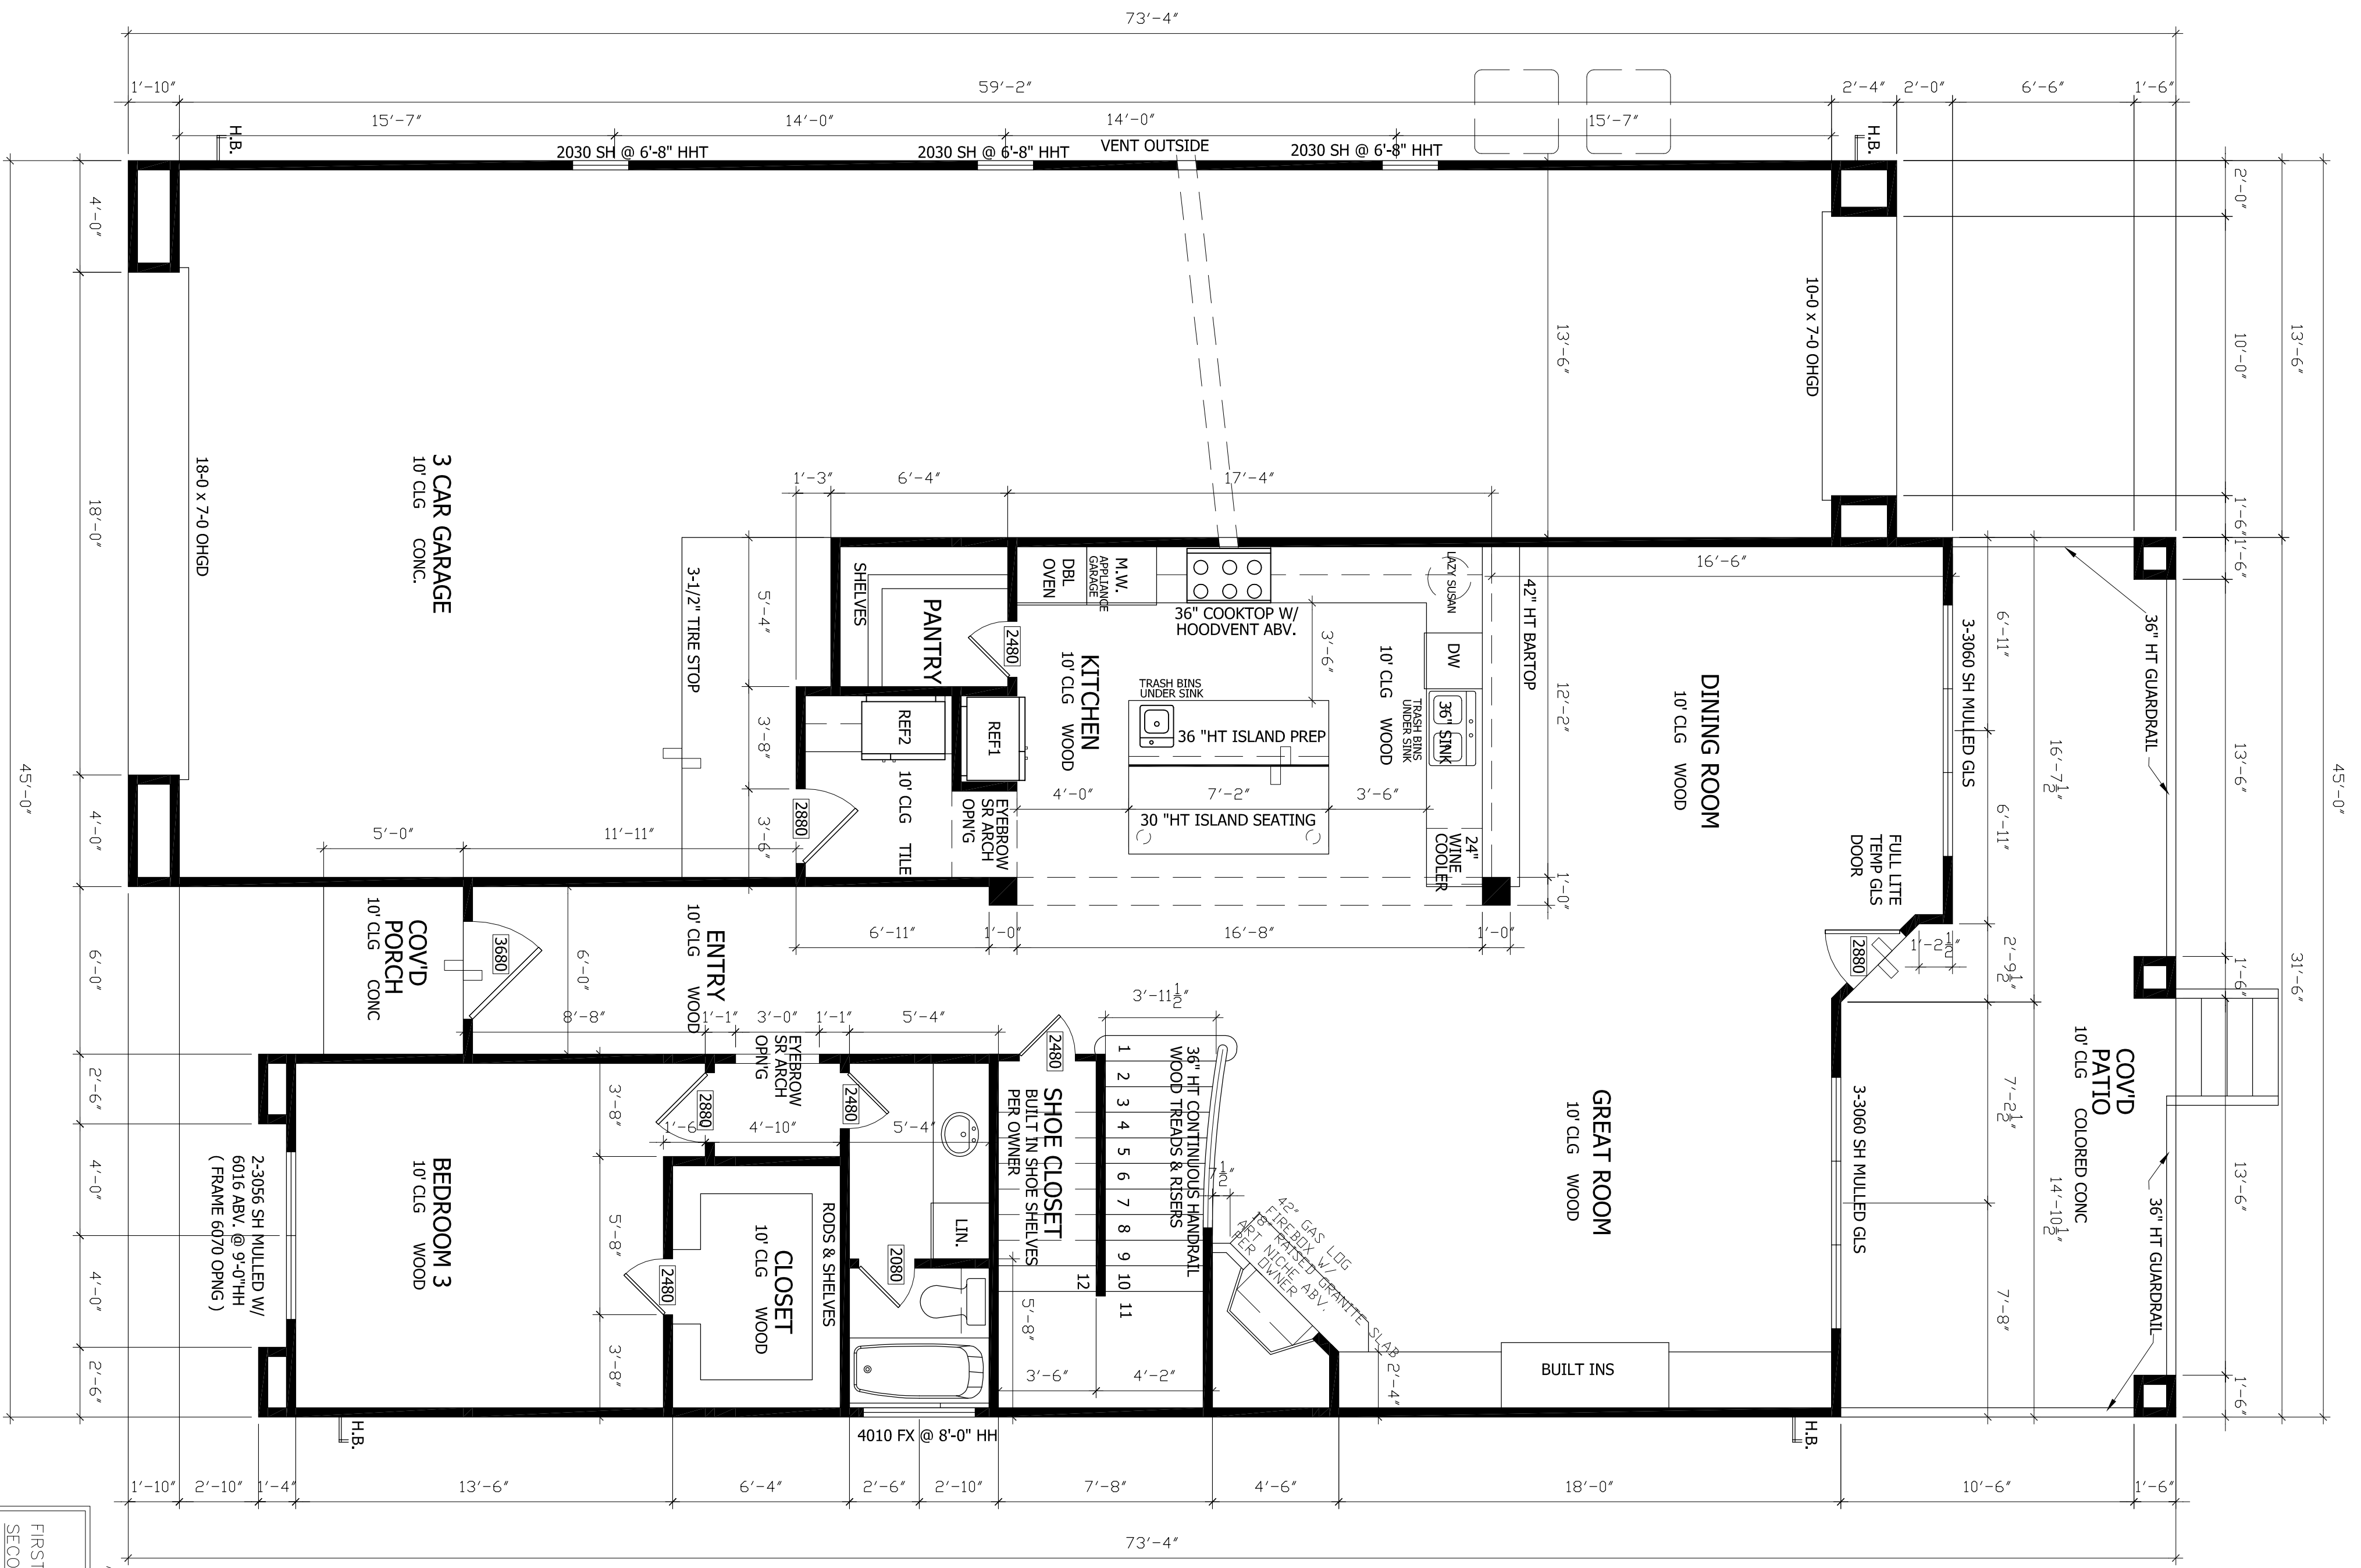 73'-4"
1'-10"
59'-2"
2'-4"
2'-0"
6'-6"
1'-6"
15'-7"
14'-0"
14'-0"
15'-7"
H.B.
2030 SH @ 6'-8" HHT
2030 SH @ 6'-8" HHT
VENT OUTSIDE
2030 SH @ 6'-8" HHT
H.B.
4'-0"
18'-0"
4'-0"
6'-0"
2'-6"
4'-0"
4'-0"
2'-6"
45'-0"
18-0 x 7-0 OHGD
3 CAR GARAGE
10' CLG CONC.
3-1/2" TIRE STOP
13'-6"
12'-2"
1'-0"
10-0 x 7-0 OHGD
2'-0"
10'-0"
1'-6"
1'-6"
13'-6"
1'-6"
13'-6"
1'-6"
13'-6"
31'-6"
45'-0"
1'-3"
6'-4"
17'-4"
16'-6"
5'-4"
3'-8"
3'-6"
SHELVES
PANTRY
2480
DBL
OVEN
M.W.
APPLIANCE
GARAGE
36" COOKTOP W/
HOODVENT ABV.
LAZY SUSAN
42" HT BARTOP
3'-6"
KITCHEN
10' CLG WOOD
10' CLG WOOD
DW
36" SINK
TRASH BINS
UNDER SINK
TRASH BINS
UNDER SINK
36 "HT ISLAND PREP
4'-0"
7'-2"
3'-6"
30 "HT ISLAND SEATING
24"
WINE
COOLER
REF1
REF2
10' CLG TILE
EYEBROW
SR ARCH
OPN'G
2880
DINING ROOM
10' CLG WOOD
3-3060 SH MULLED GLS
6'-11"
6'-11"
2'-9 1/2"
7'-2 1/2"
7'-8"
16'-7 1/2"
14'-10 1/2"
36" HT GUARDRAIL
FULL LITE
TEMP GLS
DOOR
2880
1'-2 1/2"
5'-0"
11'-11"
6'-11"
1'-0"
16'-8"
1'-0"
COV'D
PORCH
10' CLG CONC
3680
6'-0"
ENTRY
10' CLG WOOD
8'-8"
1'-1"
3'-0"
1'-1"
5'-4"
3'-11 1/2"
EYEBROW
SR ARCH
OPN'G
2880
2480
2480
1'-6
4'-10"
5'-4"
3'-8"
5'-8"
3'-8"
BEDROOM 3
10' CLG WOOD
2-3056 SH MULLED W/
6016 ABV. @ 9'-0"HH
( FRAME 6070 OPNG )
CLOSET
10' CLG WOOD
RODS & SHELVES
2480
LIN.
2080
SHOE CLOSET
BUILT IN SHOE SHELVES
PER OWNER
1
2
3
4
5
6
7
8
9
10
11
12
36" HT CONTINUOUS HANDRAIL
WOOD TREADS & RISERS
5'-8"
3'-6"
4'-2"
7 1/2"
42" GAS LOG
FIREBOX W/
18" RAISED GRANITE SLAB
ART NICHE ABV.
PER OWNER
2'-4"
GREAT ROOM
10' CLG WOOD
BUILT INS
3-3060 SH MULLED GLS
COV'D
PATIO
10' CLG COLORED CONC
36" HT GUARDRAIL
H.B.
4010 FX @ 8'-0" HH
H.B.
1'-10"
2'-10"
1'-4"
13'-6"
6'-4"
2'-6"
2'-10"
7'-8"
4'-6"
18'-0"
10'-6"
1'-6"
73'-4"
FIRST
SECO